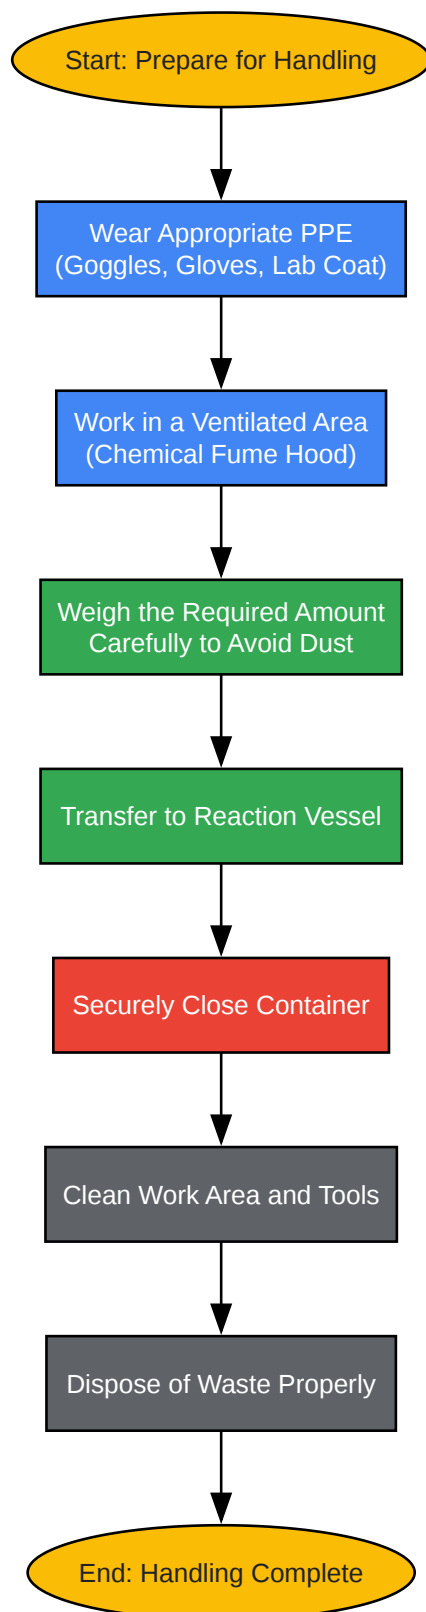 Start: Prepare for Handling
Wear Appropriate PPE
(Goggles, Gloves, Lab Coat)
Work in a Ventilated Area
(Chemical Fume Hood)
Weigh the Required Amount
Carefully to Avoid Dust
Transfer to Reaction Vessel
Securely Close Container
Clean Work Area and Tools
Dispose of Waste Properly
End: Handling Complete